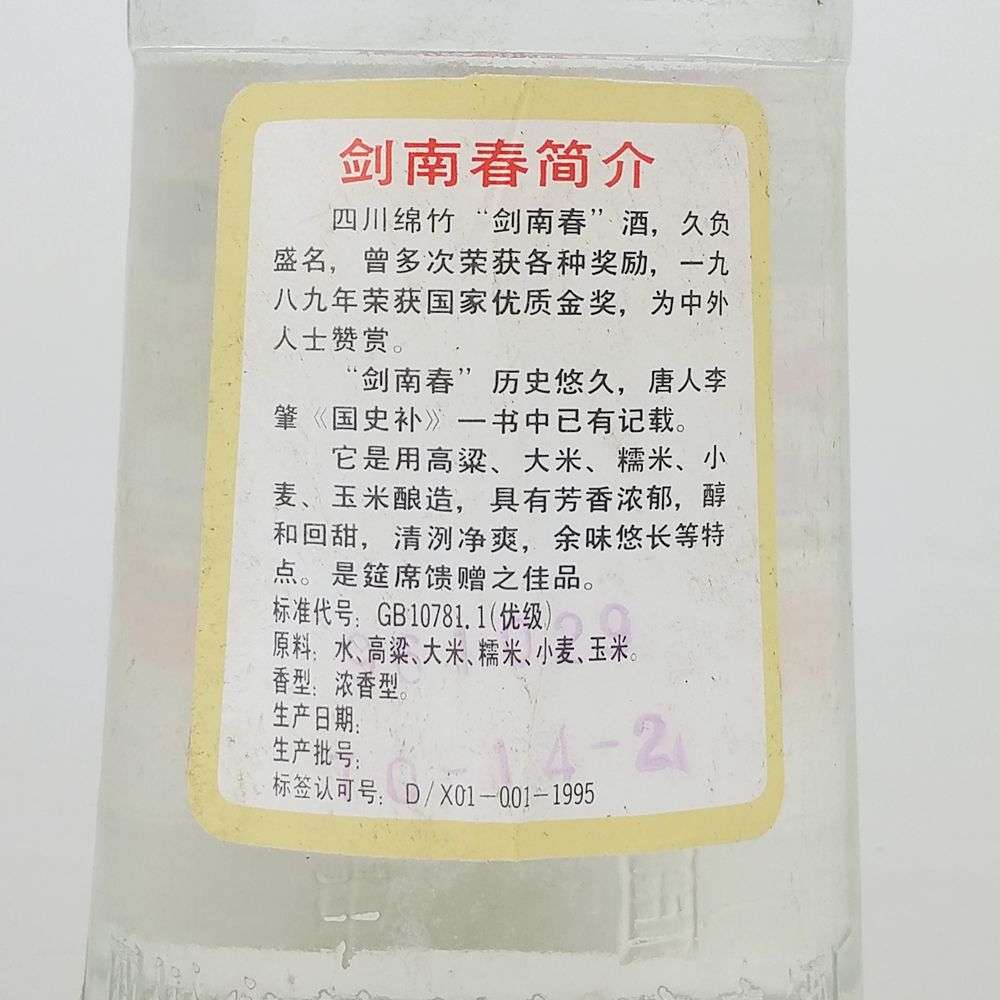 剑南春简介
四川绵竹“剑南春”酒，久负
盛名，曾多次荣获各种奖励，一九
八九年荣获国家优质金奖，为中外
人士赞赏。
“剑南春”历史悠久，唐人李
肇《国史补》一书中已有记载。
它是用高粱、大米、糯米、小
麦、玉米酿造，具有芳香浓郁，醇
和回甜，清洌净爽，余味悠长等特
点。是筵席馈赠之佳品。
标准代号：GB10781.1(优级)
原料：水、高粱、大米、糯米、小麦、玉米。
香型：浓香型。
生产日期：
生产批号：
标签认可号：D/X01-001-1995